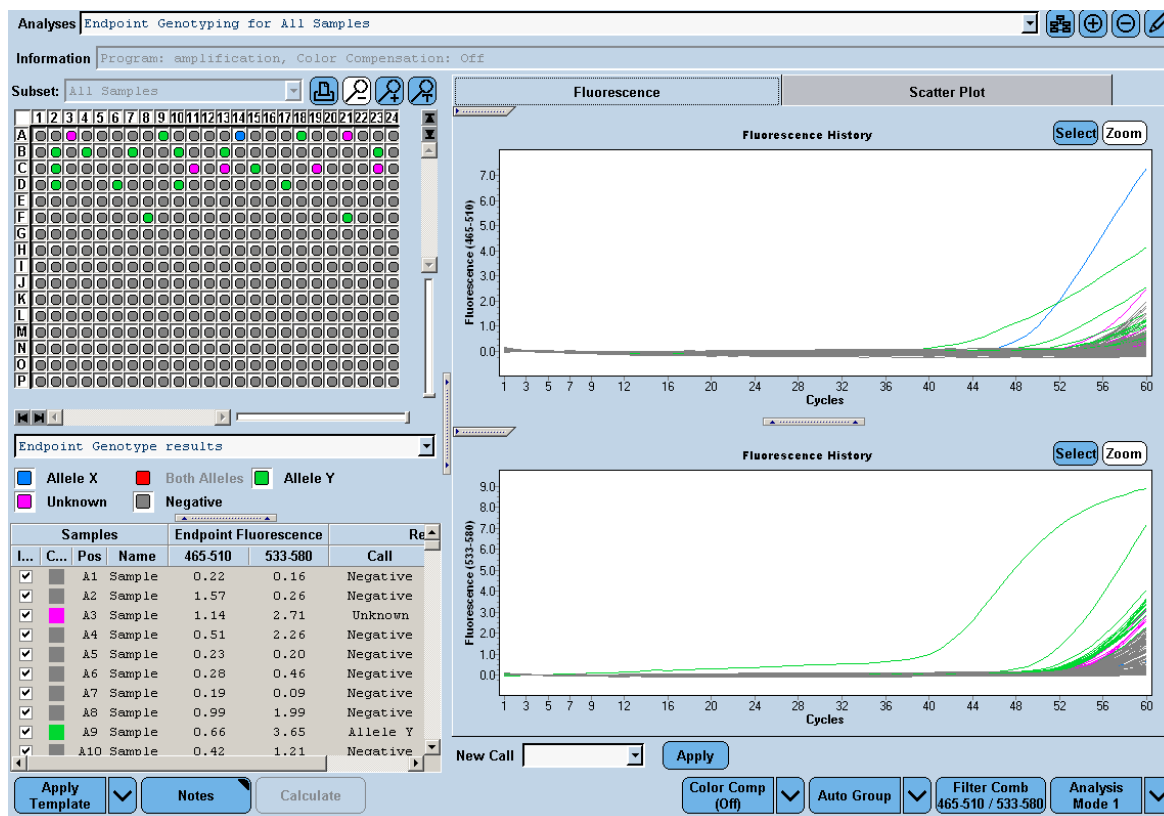 Analyses Endpoint Genotyping for All Samples
Information Program: amplification, Color Compensation: Off
Subset: All Samples
1 2 3 4 5 6 7 8 9 10 11 12 13 14 15 16 17 18 19 20 21 22 23 24
A
B
C
D
E
F
G
H
I
J
K
L
M
N
O
P
Endpoint Genotype results
Allele X Both Alleles Allele Y
Unknown Negative
Samples Endpoint Fluorescence Re
I... C... Pos Name 465-510 533-580 Call
A1 Sample 0.22 0.16 Negative
A2 Sample 1.57 0.26 Negative
A3 Sample 1.14 2.71 Unknown
A4 Sample 0.51 2.26 Negative
A5 Sample 0.23 0.20 Negative
A6 Sample 0.28 0.46 Negative
A7 Sample 0.19 0.09 Negative
A8 Sample 0.99 1.99 Negative
A9 Sample 0.66 3.65 Allele Y
A10 Sample 0.42 1.21 Negative
Apply Template
Notes
Calculate
Fluorescence Scatter Plot
Fluorescence History
Select Zoom
Fluorescence (465-510)
7.0
6.0
5.0
4.0
3.0
2.0
1.0
0.0
1 3 5 7 9 12 16 20 24 28 32 36 40 44 48 52 56 60
Cycles
Fluorescence History
Select Zoom
Fluorescence (533-580)
9.0
8.0
7.0
6.0
5.0
4.0
3.0
2.0
1.0
0.0
1 3 5 7 9 12 16 20 24 28 32 36 40 44 48 52 56 60
Cycles
New Call Apply
Color Comp (Off)
Auto Group
Filter Comb 465-510 / 533-580
Analysis Mode 1